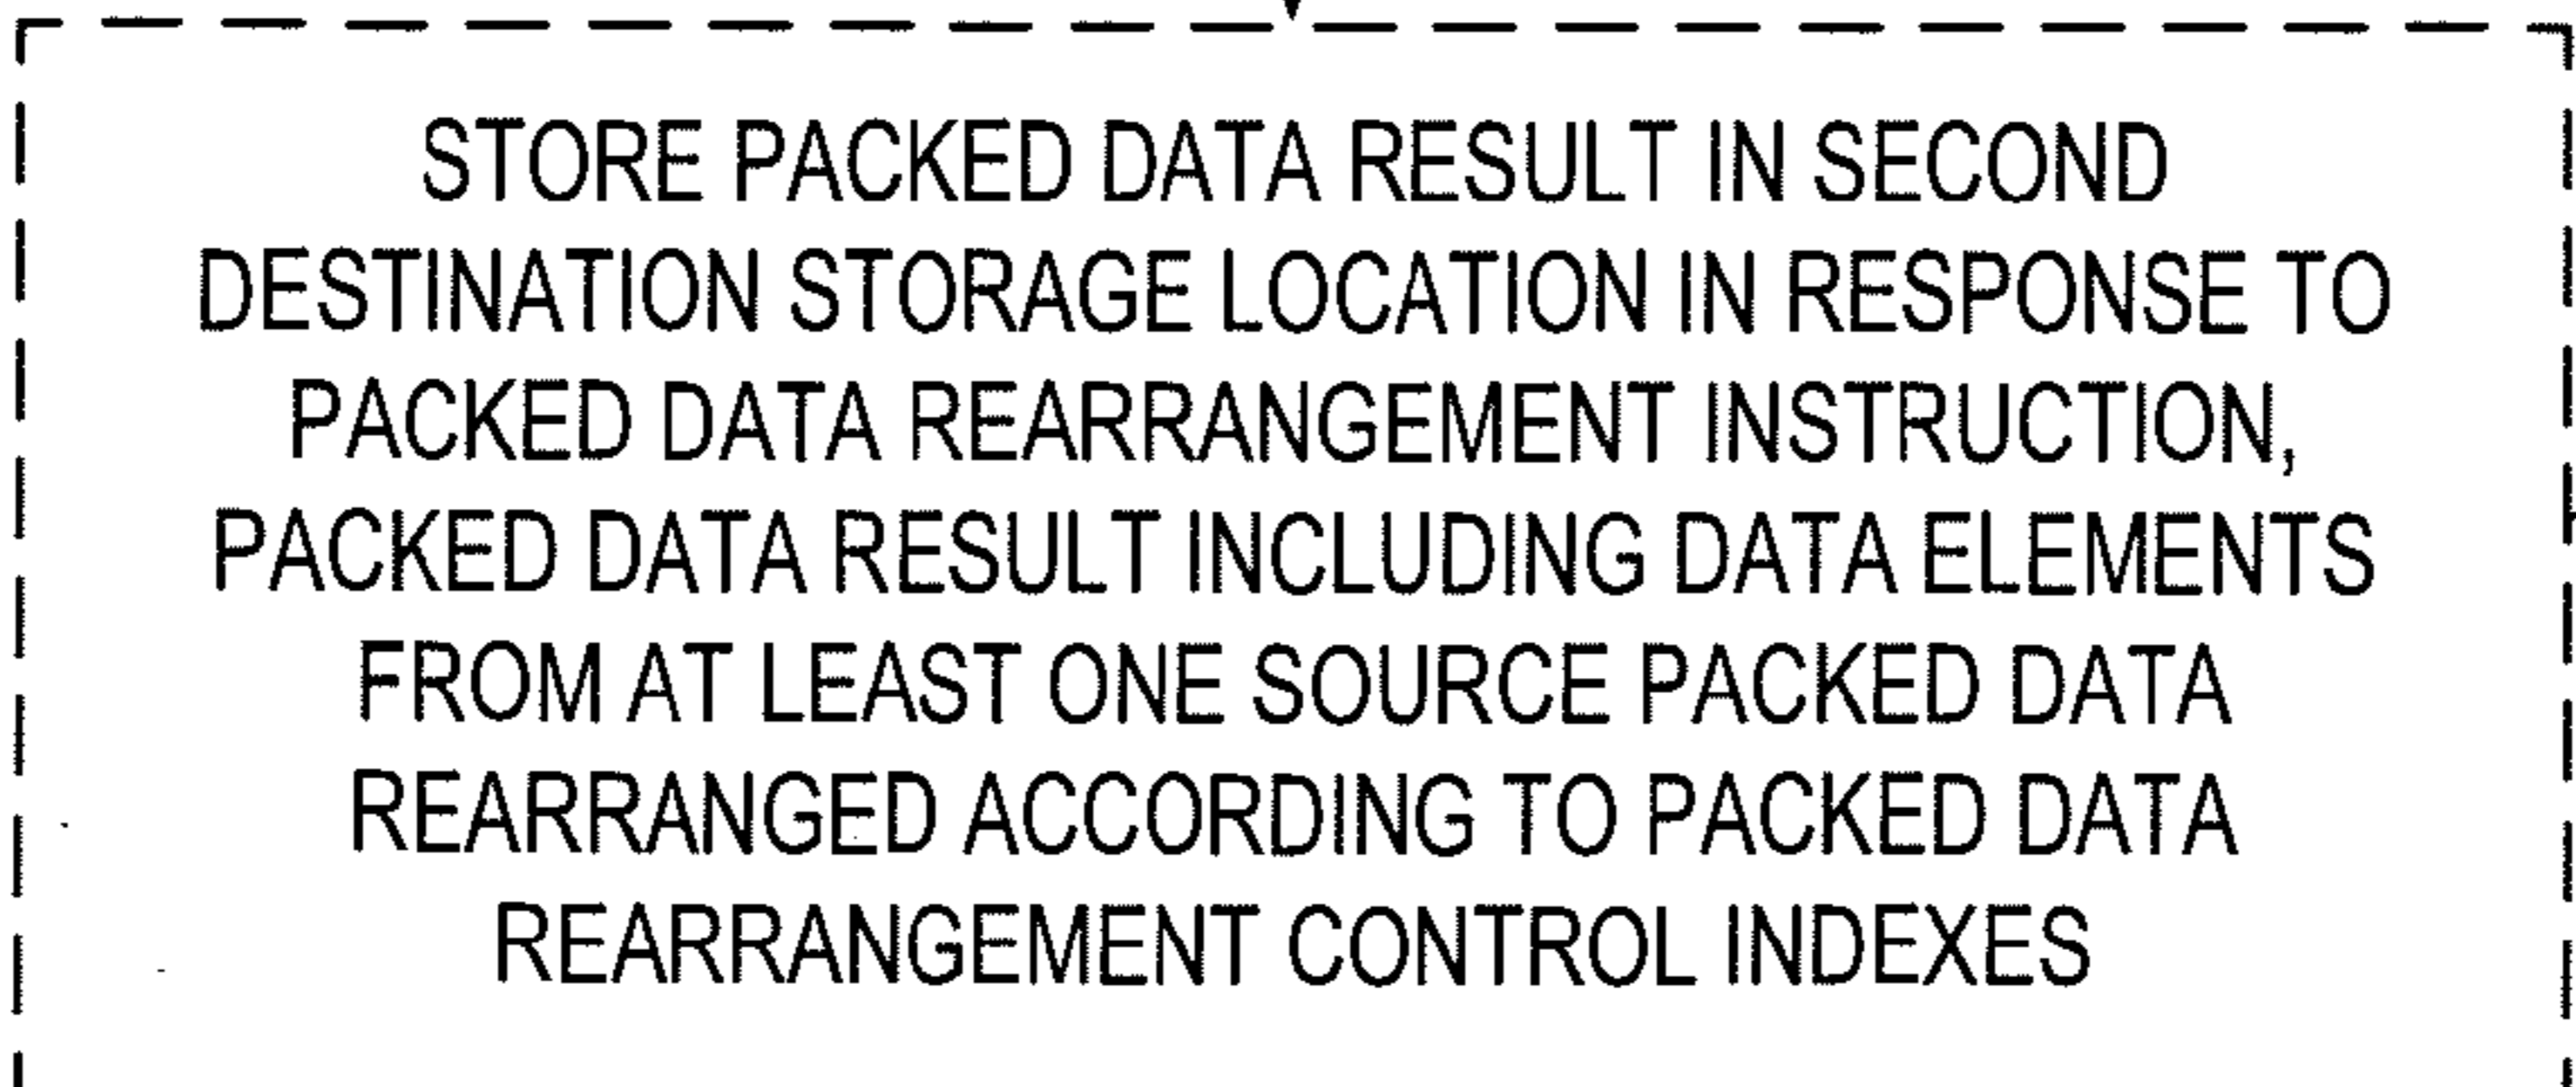 STORE PACKED DATA RESULT IN SECOND
DESTINATION STORAGE LOCATION IN RESPONSE TO
PACKED DATA REARRANGEMENT INSTRUCTION,
PACKED DATA RESULT INCLUDING DATA ELEMENTS
FROM AT LEAST ONE SOURCE PACKED DATA
REARRANGED ACCORDING TO PACKED DATA
REARRANGEMENT CONTROL INDEXES